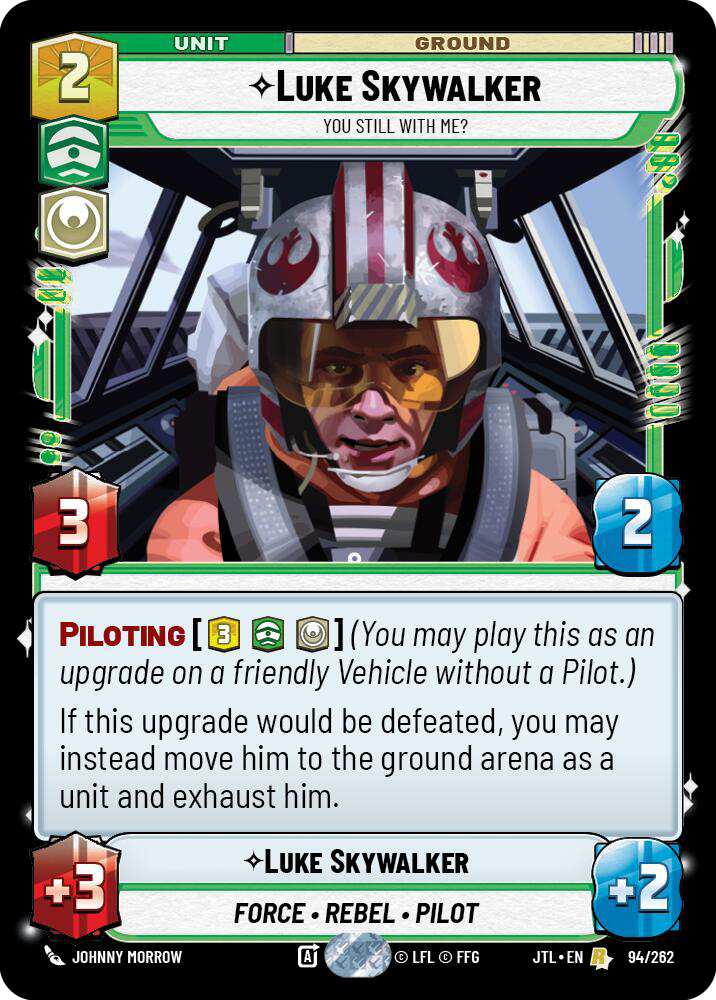 UNIT GROUND
2
✧LUKE SKYWALKER
YOU STILL WITH ME?
3
2
PILOTING [3] (You may play this as an
upgrade on a friendly Vehicle without a Pilot.)
If this upgrade would be defeated, you may
instead move him to the ground arena as a
unit and exhaust him.
+3
✧LUKE SKYWALKER
+2
FORCE • REBEL • PILOT
JOHNNY MORROW A © LFL © FFG JTL • EN R 94/262